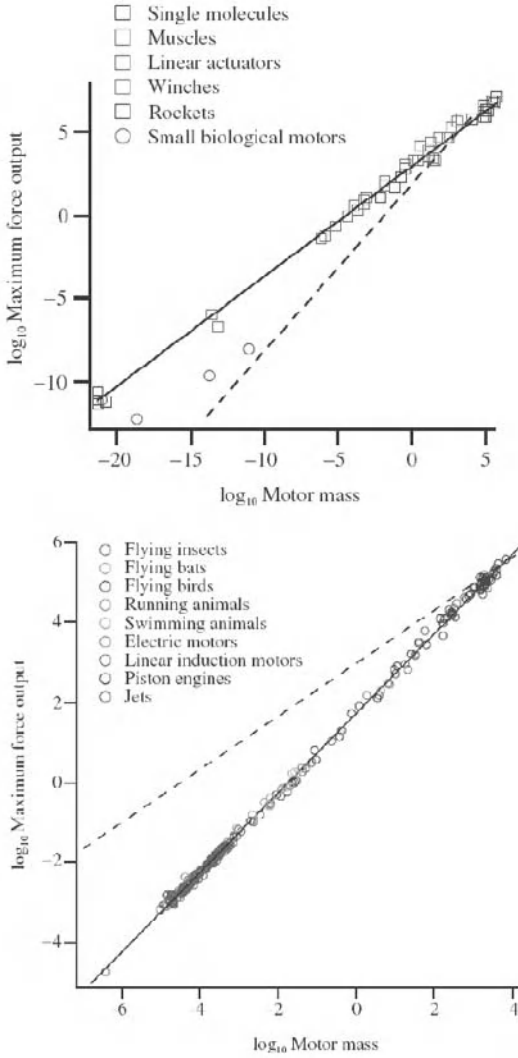 Single molecules
Muscles
Linear actuators
Winches
Rockets
Small biological motors
5
0
−5
−10
log₁₀ Maximum force output
−20
−15
−10
−5
0
5
log₁₀ Motor mass
6
Flying insects
Flying bats
Flying birds
Running animals
Swimming animals
Electric motors
Linear induction motors
Piston engines
Jets
4
2
0
−2
−4
log₁₀ Maximum force output
−6
−4
−2
0
2
4
log₁₀ Motor mass